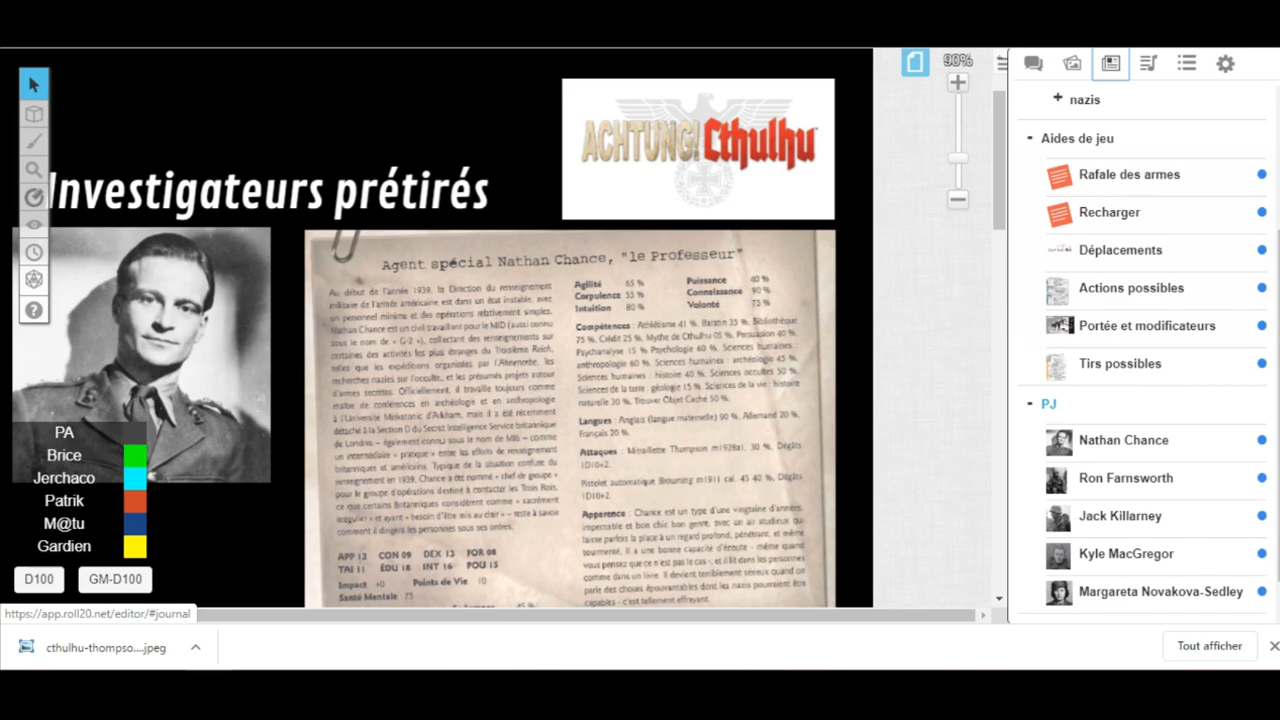 Investigateurs prétirés
ACHTUNG! Cthulhu
Agent spécial Nathan Chance, "le Professeur"
Au début de l'année 1939, la Direction du renseignement
militaire de l'armée américaine est dans un état instable, avec
un personnel minime et des opérations relativement simples.
Nathan Chance est un civil travaillant pour le MID (aussi connu
sous le nom de « G-2 »), collectant des renseignements sur
certaines des activités les plus étranges du Troisième Reich,
telles que les expéditions organisées par l'Ahnenerbe, les
recherches nazies sur l'occulte, et les présumés projets autour
d'armes secrètes. Officiellement, il travaille toujours comme
maître de conférences en archéologie et en anthropologie
à l'Université Miskatonic d'Arkham, mais il a été récemment
détaché à la Section D du Secret Intelligence Service britannique
de Londres – également connu sous le nom de MI6 – comme
un intermédiaire « pratique » entre les efforts de renseignement
britanniques et américains. Typique de la situation confuse du
renseignement en 1939, Chance a été nommé « chef de groupe »
pour le groupe d'opérations destiné à contacter les Trois Rois,
ce que certains Britanniques considèrent comme « sacrément
irrégulier » et ayant « besoin d'être mis au clair » – reste à savoir
comment il dirigera les personnes sous ses ordres.
APP 12 CON 09 DEX 13 FOR 08
TAI 11 ÉDU 18 INT 16 POU 15
Impact +0 Points de Vie 10
Santé Mentale 75
Agilité 65 % Puissance 40 %
Corpulence 55 % Connaissance 90 %
Intuition 80 % Volonté 75 %
Compétences : Athlétisme 41 %, Baratin 35 %, Bibliothèque
75 %, Crédit 25 %, Mythe de Cthulhu 05 %, Persuasion 40 %,
Psychanalyse 15 %, Psychologie 60 %, Sciences humaines :
anthropologie 60 %, Sciences humaines : archéologie 45 %,
Sciences humaines : histoire 40 %, Sciences occultes 50 %,
Sciences de la terre : géologie 15 %, Sciences de la vie : histoire
naturelle 30 %, Trouver Objet Caché 50 %.
Langues : Anglais (langue maternelle) 90 %, Allemand 20 %,
français 20 %.
Attaques : Mitraillette Thompson m1928a1, 30 %, Dégâts
1D10+2.
Pistolet automatique Browning m1911 cal. 45 40 %, Dégâts
1D10+2.
Apparence : Chance est un type d'une vingtaine d'années,
impeccable et bon chic bon genre, avec un air studieux qui
laisse parfois la place à un regard profond, pénétrant, et même
tourmenté. Il a une bonne capacité d'écoute - même quand
vous pensez que ce n'est pas le cas -, et il lit dans les personnes
comme dans un livre. Il devient terriblement sérieux quand on
parle des choses épouvantables dont les nazis pourraient être
capables - c'est tellement effrayant.
PA
Brice
Jerchaco
Patrik
M@tu
Gardien
D100
GM-D100
90%
+ nazis
Aides de jeu
Rafale des armes
Recharger
Déplacements
Actions possibles
Portée et modificateurs
Tirs possibles
PJ
Nathan Chance
Ron Farnsworth
Jack Killarney
Kyle MacGregor
Margareta Novakova-Sedley
https://app.roll20.net/editor/#journal
cthulhu-thompso....jpeg
Tout afficher